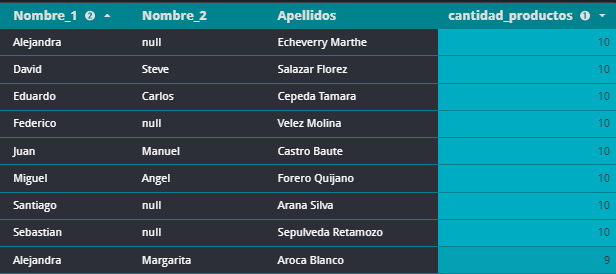 Nombre_1 2 Nombre_2 Apellidos cantidad_productos 1
Alejandra null Echeverry Marthe 10
David Steve Salazar Florez 10
Eduardo Carlos Cepeda Tamara 10
Federico null Velez Molina 10
Juan Manuel Castro Baute 10
Miguel Angel Forero Quijano 10
Santiago null Arana Silva 10
Sebastian null Sepulveda Retamozo 10
Alejandra Margarita Aroca Blanco 9